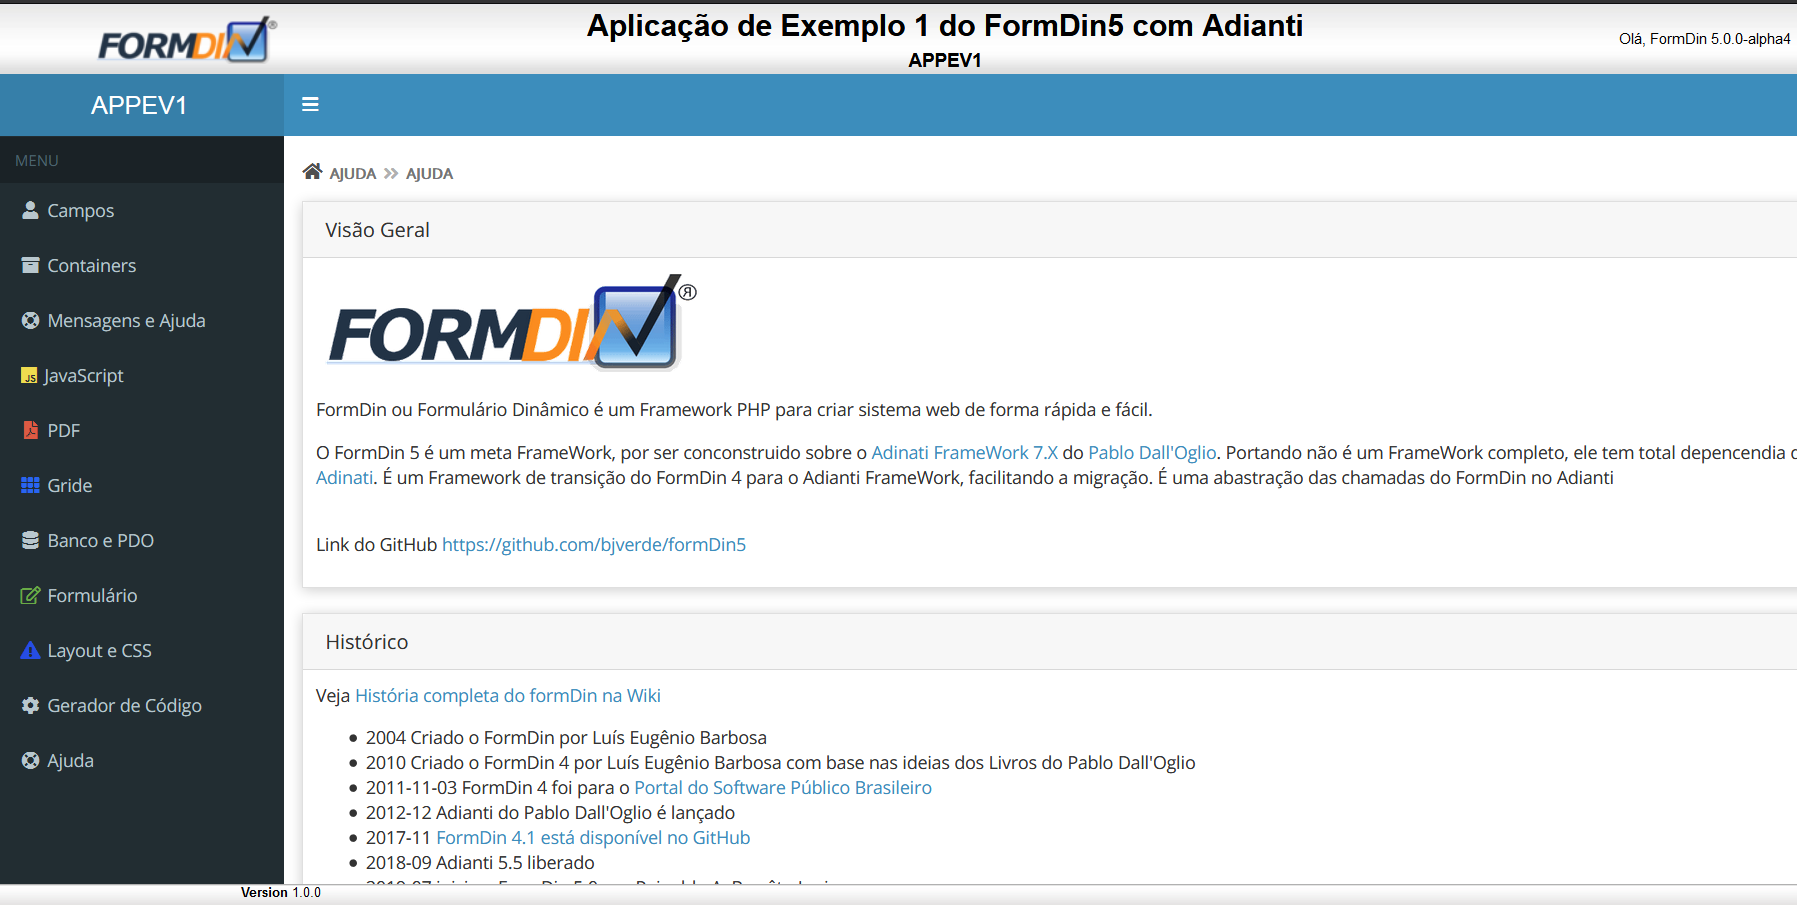 FORMDIN®
Aplicação de Exemplo 1 do FormDin5 com Adianti
APPEV1
Olá, FormDin 5.0.0-alpha4
APPEV1
MENU
Campos
Containers
Mensagens e Ajuda
JS JavaScript
PDF
Gride
Banco e PDO
Formulário
Layout e CSS
Gerador de Código
Ajuda
AJUDA » AJUDA
Visão Geral
FORMDIN
FormDin ou Formulário Dinâmico é um Framework PHP para criar sistema web de forma rápida e fácil.
O FormDin 5 é um meta FrameWork, por ser conconstruido sobre o Adinati FrameWork 7.X do Pablo Dall'Oglio. Portando não é um FrameWork completo, ele tem total depencendia
Adinati. É um Framework de transição do FormDin 4 para o Adianti FrameWork, facilitando a migração. É uma abastração das chamadas do FormDin no Adianti
Link do GitHub https://github.com/bjverde/formDin5
Histórico
Veja História completa do formDin na Wiki
• 2004 Criado o FormDin por Luís Eugênio Barbosa
• 2010 Criado o FormDin 4 por Luís Eugênio Barbosa com base nas ideias dos Livros do Pablo Dall'Oglio
• 2011-11-03 FormDin 4 foi para o Portal do Software Público Brasileiro
• 2012-12 Adianti do Pablo Dall'Oglio é lançado
• 2017-11 FormDin 4.1 está disponível no GitHub
• 2018-09 Adianti 5.5 liberado
Version 1.0.0